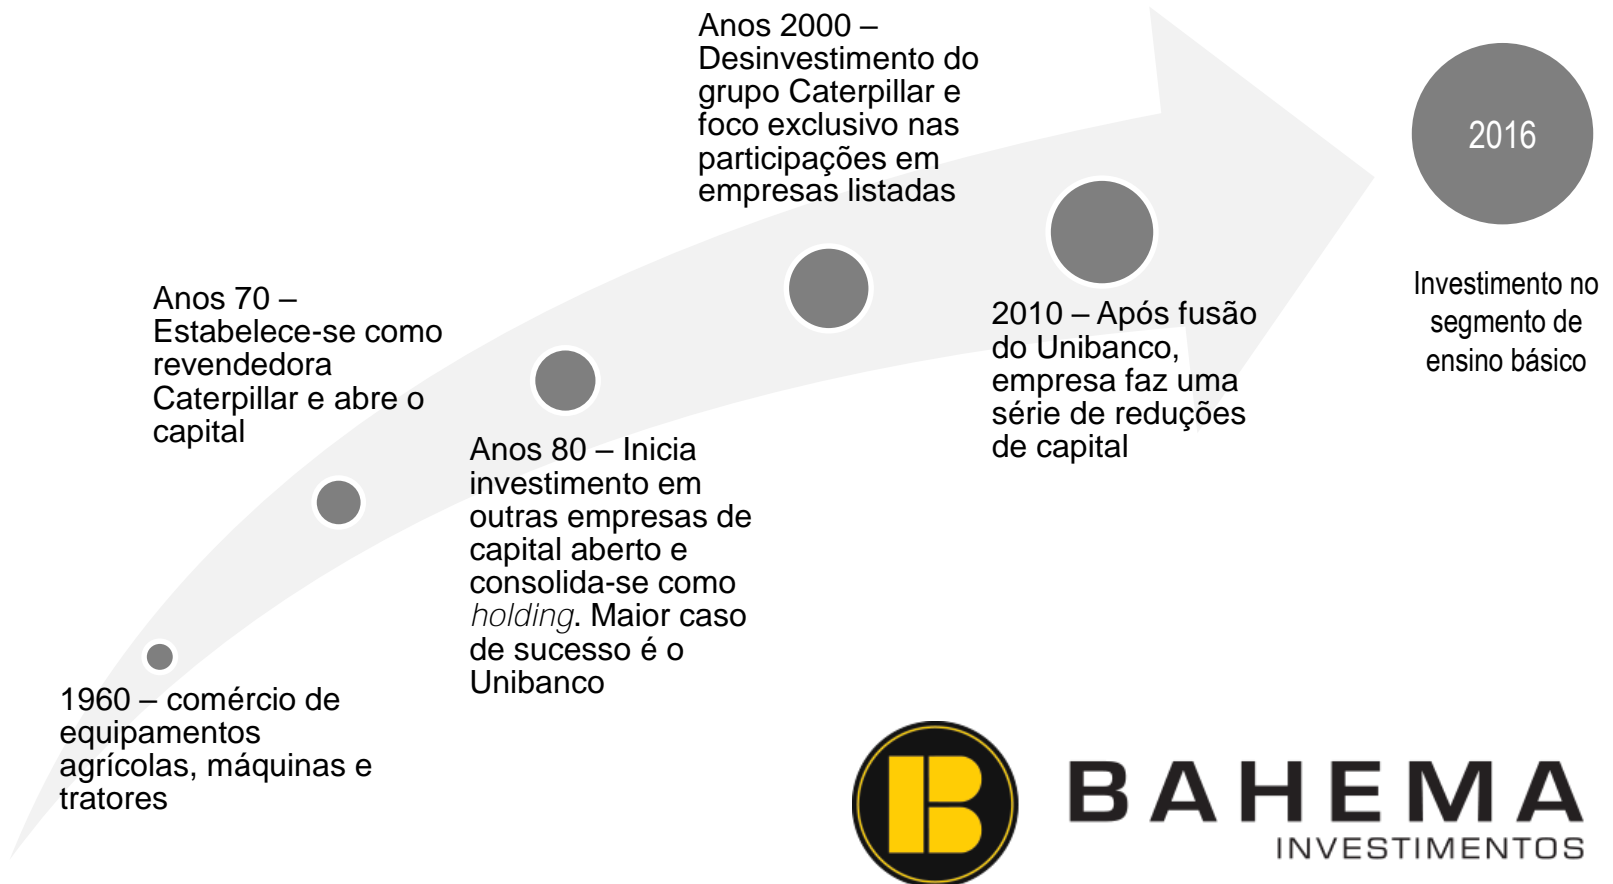 1960 – comércio de
equipamentos
agrícolas, máquinas e
tratores
Anos 70 –
Estabelece-se como
revendedora
Caterpillar e abre o
capital
Anos 80 – Inicia
investimento em
outras empresas de
capital aberto e
consolida-se como
holding. Maior caso
de sucesso é o
Unibanco
Anos 2000 –
Desinvestimento do
grupo Caterpillar e
foco exclusivo nas
participações em
empresas listadas
2010 – Após fusão
do Unibanco,
empresa faz uma
série de reduções
de capital
2016
Investimento no
segmento de
ensino básico
B
BAHEMA
INVESTIMENTOS